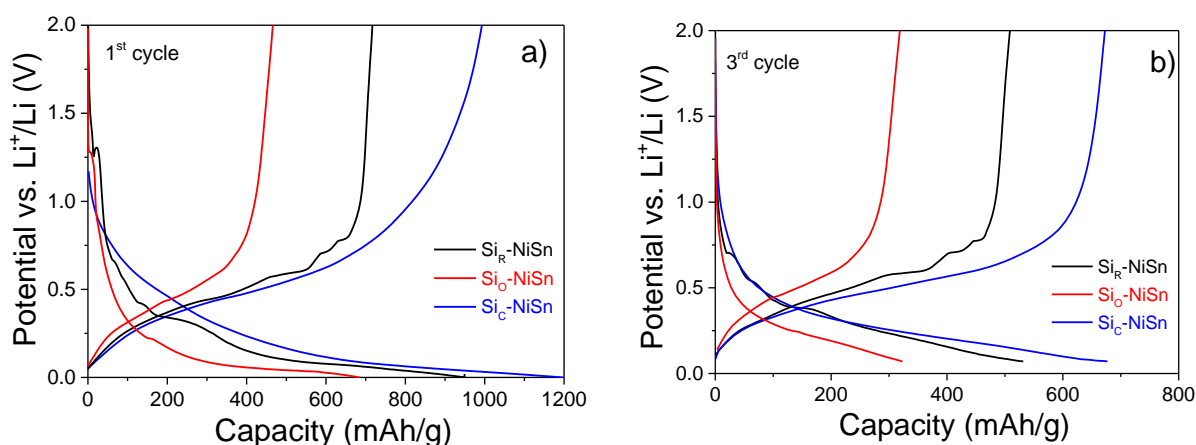 a)
1st cycle
Potential vs. Li+/Li (V)
2.0
1.5
1.0
0.5
0.0
SiR-NiSn
SiO-NiSn
SiC-NiSn
0 200 400 600 800 1000 1200
Capacity (mAh/g)
b)
3rd cycle
Potential vs. Li+/Li (V)
2.0
1.5
1.0
0.5
0.0
SiR-NiSn
SiO-NiSn
SiC-NiSn
0 200 400 600 800
Capacity (mAh/g)